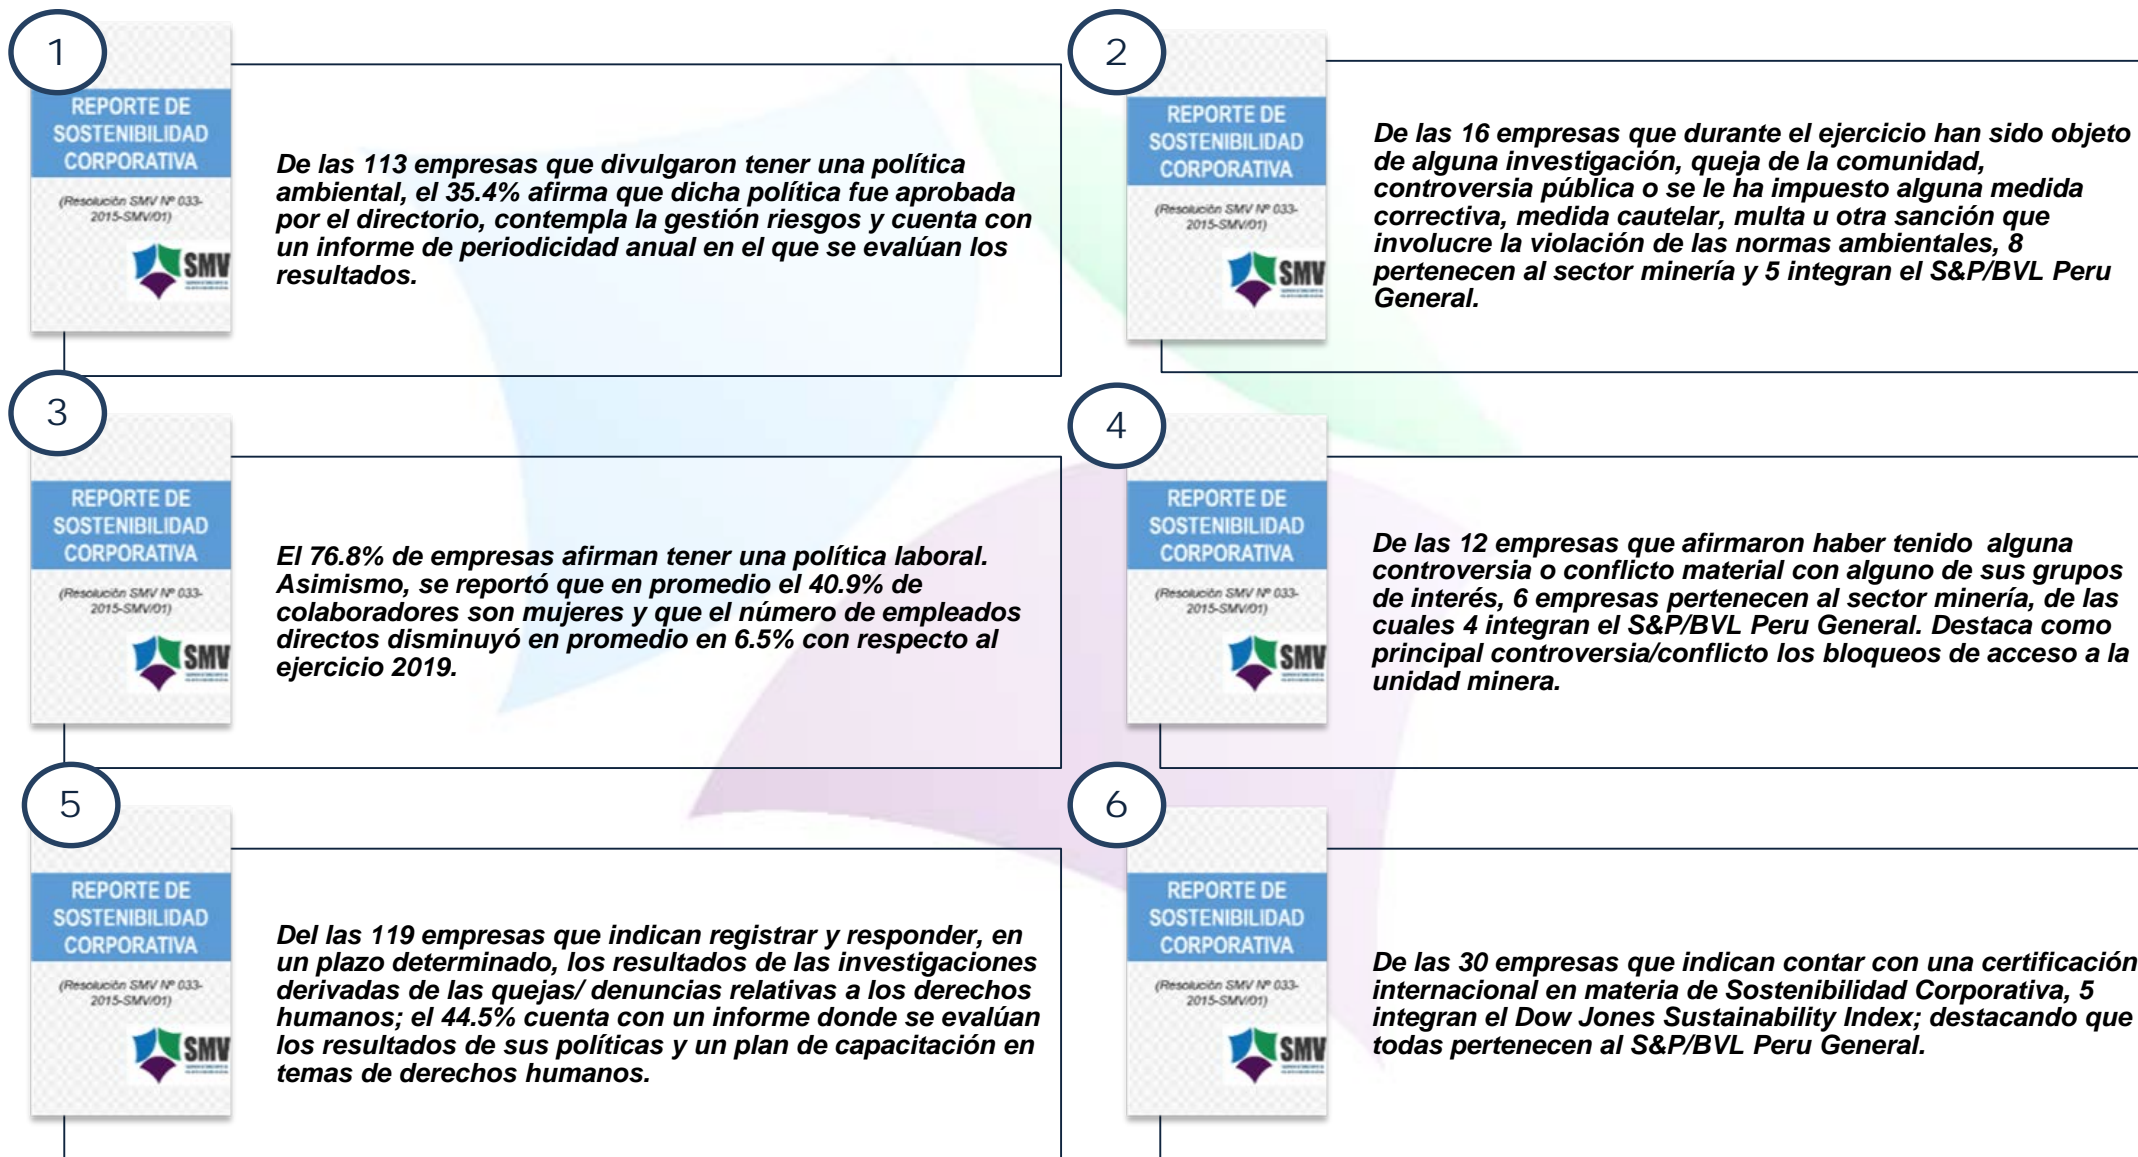 1
REPORTE DE
SOSTENIBILIDAD
CORPORATIVA
(Resolución SMV Nº 033-
2015-SMV/01)
SMV
De las 113 empresas que divulgaron tener una política
ambiental, el 35.4% afirma que dicha política fue aprobada
por el directorio, contempla la gestión riesgos y cuenta con
un informe de periodicidad anual en el que se evalúan los
resultados.
2
REPORTE DE
SOSTENIBILIDAD
CORPORATIVA
(Resolución SMV Nº 033-
2015-SMV/01)
SMV
De las 16 empresas que durante el ejercicio han sido objeto
de alguna investigación, queja de la comunidad,
controversia pública o se le ha impuesto alguna medida
correctiva, medida cautelar, multa u otra sanción que
involucre la violación de las normas ambientales, 8
pertenecen al sector minería y 5 integran el S&P/BVL Peru
General.
3
REPORTE DE
SOSTENIBILIDAD
CORPORATIVA
(Resolución SMV Nº 033-
2015-SMV/01)
SMV
El 76.8% de empresas afirman tener una política laboral.
Asimismo, se reportó que en promedio el 40.9% de
colaboradores son mujeres y que el número de empleados
directos disminuyó en promedio en 6.5% con respecto al
ejercicio 2019.
4
REPORTE DE
SOSTENIBILIDAD
CORPORATIVA
(Resolución SMV Nº 033-
2015-SMV/01)
SMV
De las 12 empresas que afirmaron haber tenido alguna
controversia o conflicto material con alguno de sus grupos
de interés, 6 empresas pertenecen al sector minería, de las
cuales 4 integran el S&P/BVL Peru General. Destaca como
principal controversia/conflicto los bloqueos de acceso a la
unidad minera.
5
REPORTE DE
SOSTENIBILIDAD
CORPORATIVA
(Resolución SMV Nº 033-
2015-SMV/01)
SMV
Del las 119 empresas que indican registrar y responder, en
un plazo determinado, los resultados de las investigaciones
derivadas de las quejas/ denuncias relativas a los derechos
humanos; el 44.5% cuenta con un informe donde se evalúan
los resultados de sus políticas y un plan de capacitación en
temas de derechos humanos.
6
REPORTE DE
SOSTENIBILIDAD
CORPORATIVA
(Resolución SMV Nº 033-
2015-SMV/01)
SMV
De las 30 empresas que indican contar con una certificación
internacional en materia de Sostenibilidad Corporativa, 5
integran el Dow Jones Sustainability Index; destacando que
todas pertenecen al S&P/BVL Peru General.